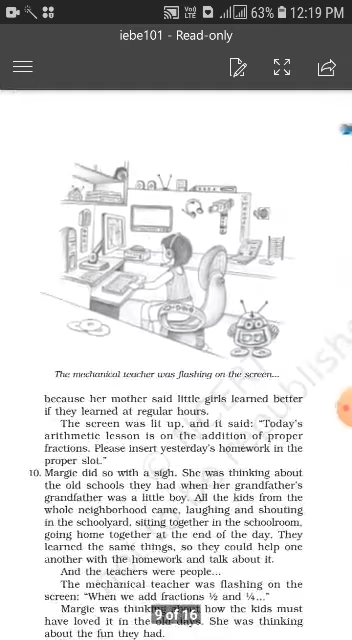 63% 12:19 PM
iebe101 - Read-only
The mechanical teacher was flashing on the screen...
because her mother said little girls learned better
if they learned at regular hours.
The screen was lit up, and it said: “Today's
arithmetic lesson is on the addition of proper
fractions. Please insert yesterday's homework in the
proper slot.”
10. Margie did so with a sigh. She was thinking about
the old schools they had when her grandfather's
grandfather was a little boy. All the kids from the
whole neighborhood came, laughing and shouting
in the schoolyard, sitting together in the schoolroom,
going home together at the end of the day. They
learned the same things, so they could help one
another with the homework and talk about it.
And the teachers were people...
The mechanical teacher was flashing on the
screen: “When we add fractions ½ and ¼...”
Margie was thinking about how the kids must
have loved it in the old days. She was thinking
about the fun they had.
9 of 16